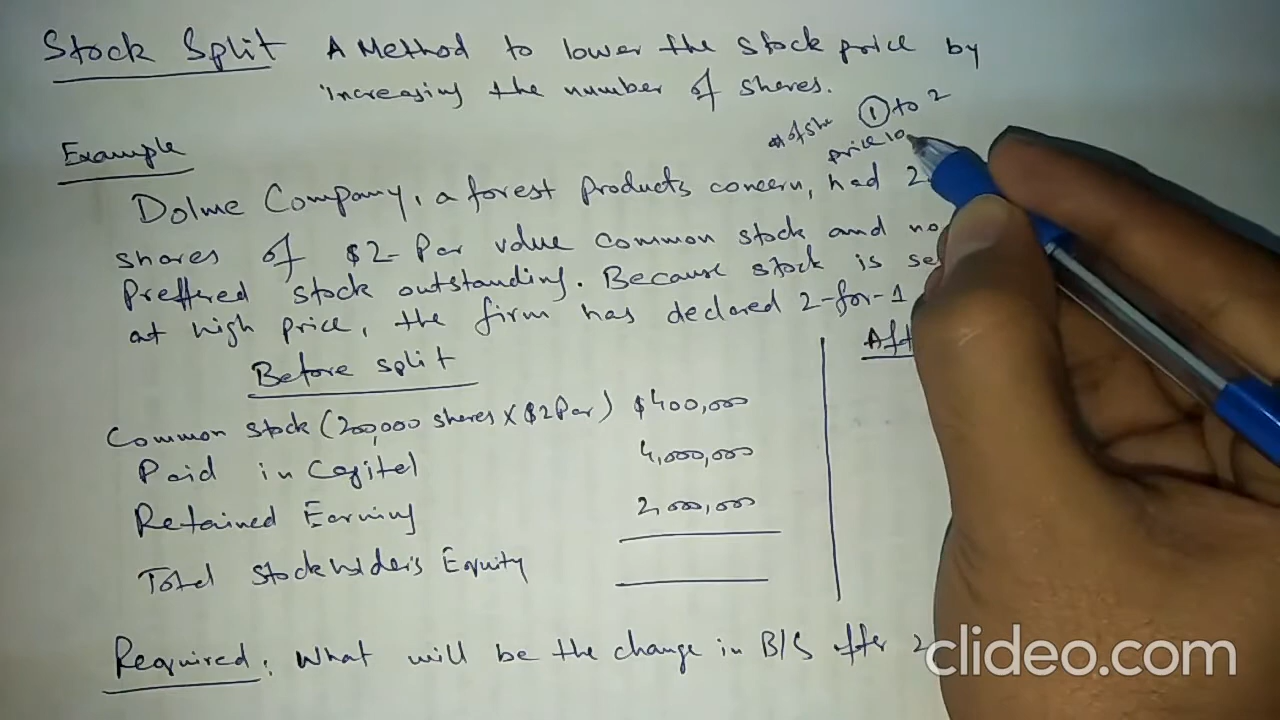 Stock Split A Method to lower the stock price by
increasing the number of shares.
# of sha ① to 2
price 10
Example
Dolme Company, a forest products concern, had 2
shares of $2-Par value common stock and no
Preffered stock outstanding. Because stock is se
at high price, the firm has declared 2-for-1
Before split
Aft
Common stock (200,000 shares X $2 Par) $400,000
Paid in Capital 4,000,000
Retained Earning 2,000,000
Total Stockholder's Equity
Required: What will be the change in B/S after 2
clideo.com